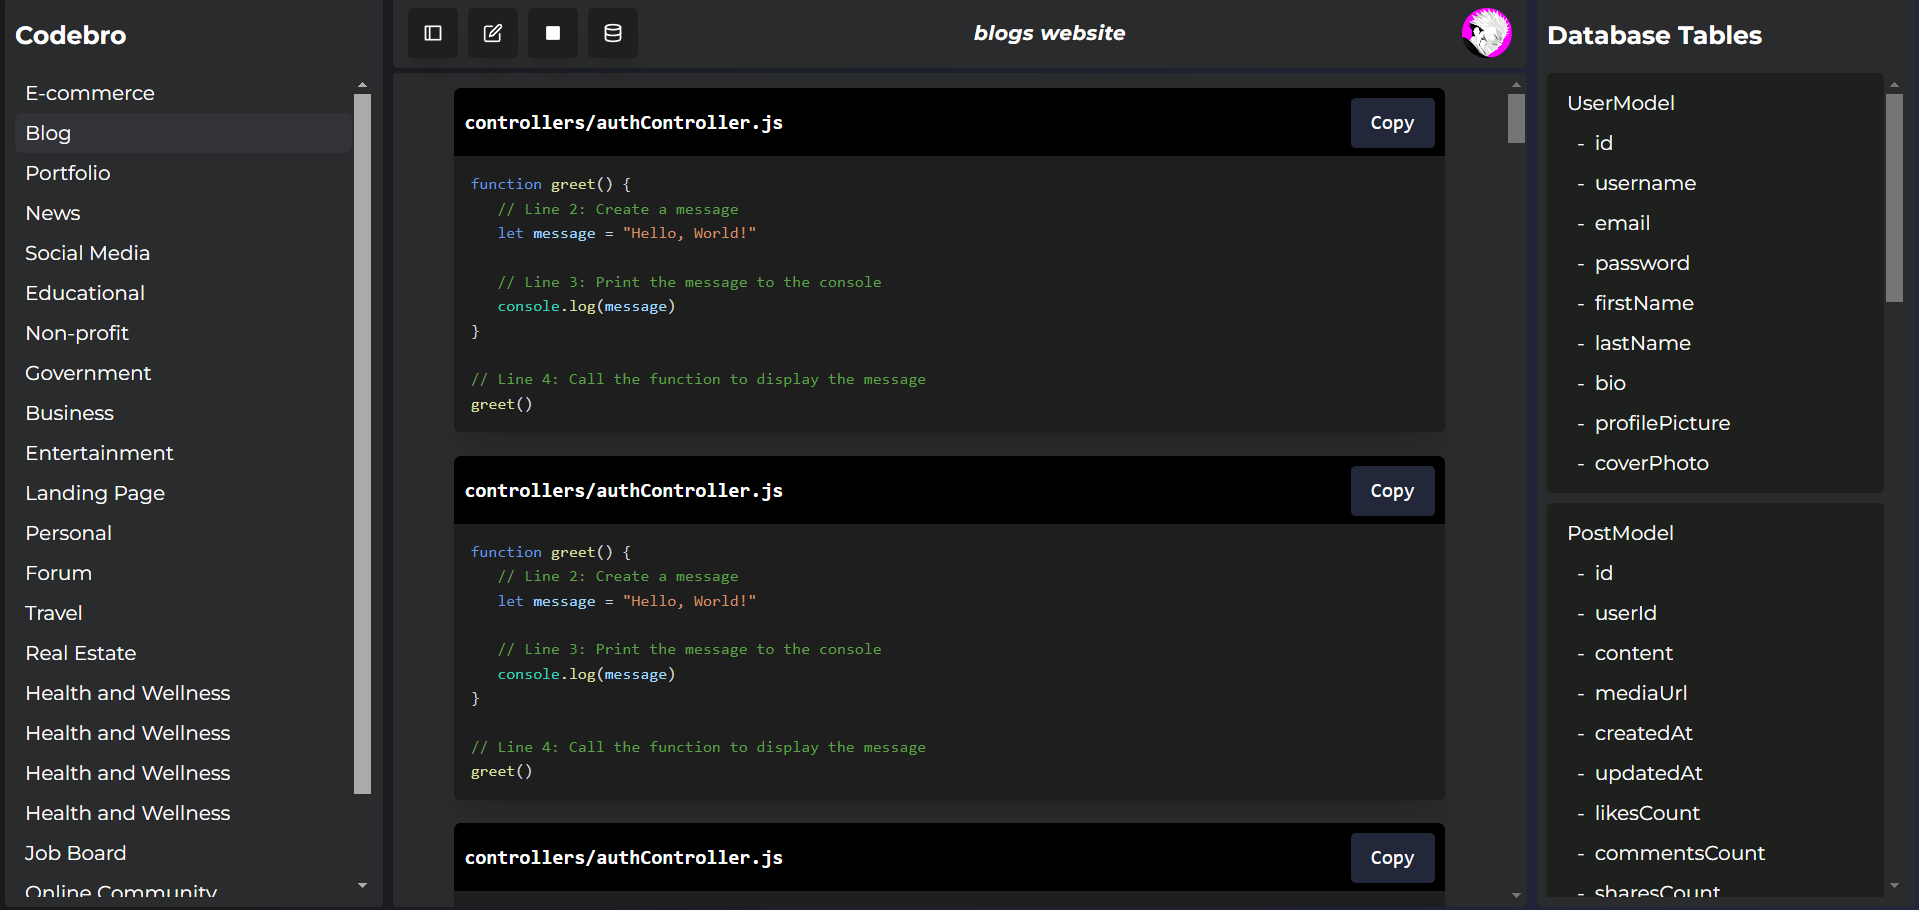 Codebro
E-commerce
Blog
Portfolio
News
Social Media
Educational
Non-profit
Government
Business
Entertainment
Landing Page
Personal
Forum
Travel
Real Estate
Health and Wellness
Health and Wellness
Health and Wellness
Health and Wellness
Job Board
Online Community
blogs website
controllers/authController.js
Copy
function greet() {
// Line 2: Create a message
let message = "Hello, World!"
// Line 3: Print the message to the console
console.log(message)
}
// Line 4: Call the function to display the message
greet()
controllers/authController.js
Copy
function greet() {
// Line 2: Create a message
let message = "Hello, World!"
// Line 3: Print the message to the console
console.log(message)
}
// Line 4: Call the function to display the message
greet()
controllers/authController.js
Copy
Database Tables
UserModel
- id
- username
- email
- password
- firstName
- lastName
- bio
- profilePicture
- coverPhoto
PostModel
- id
- userId
- content
- mediaUrl
- createdAt
- updatedAt
- likesCount
- commentsCount
- sharesCount